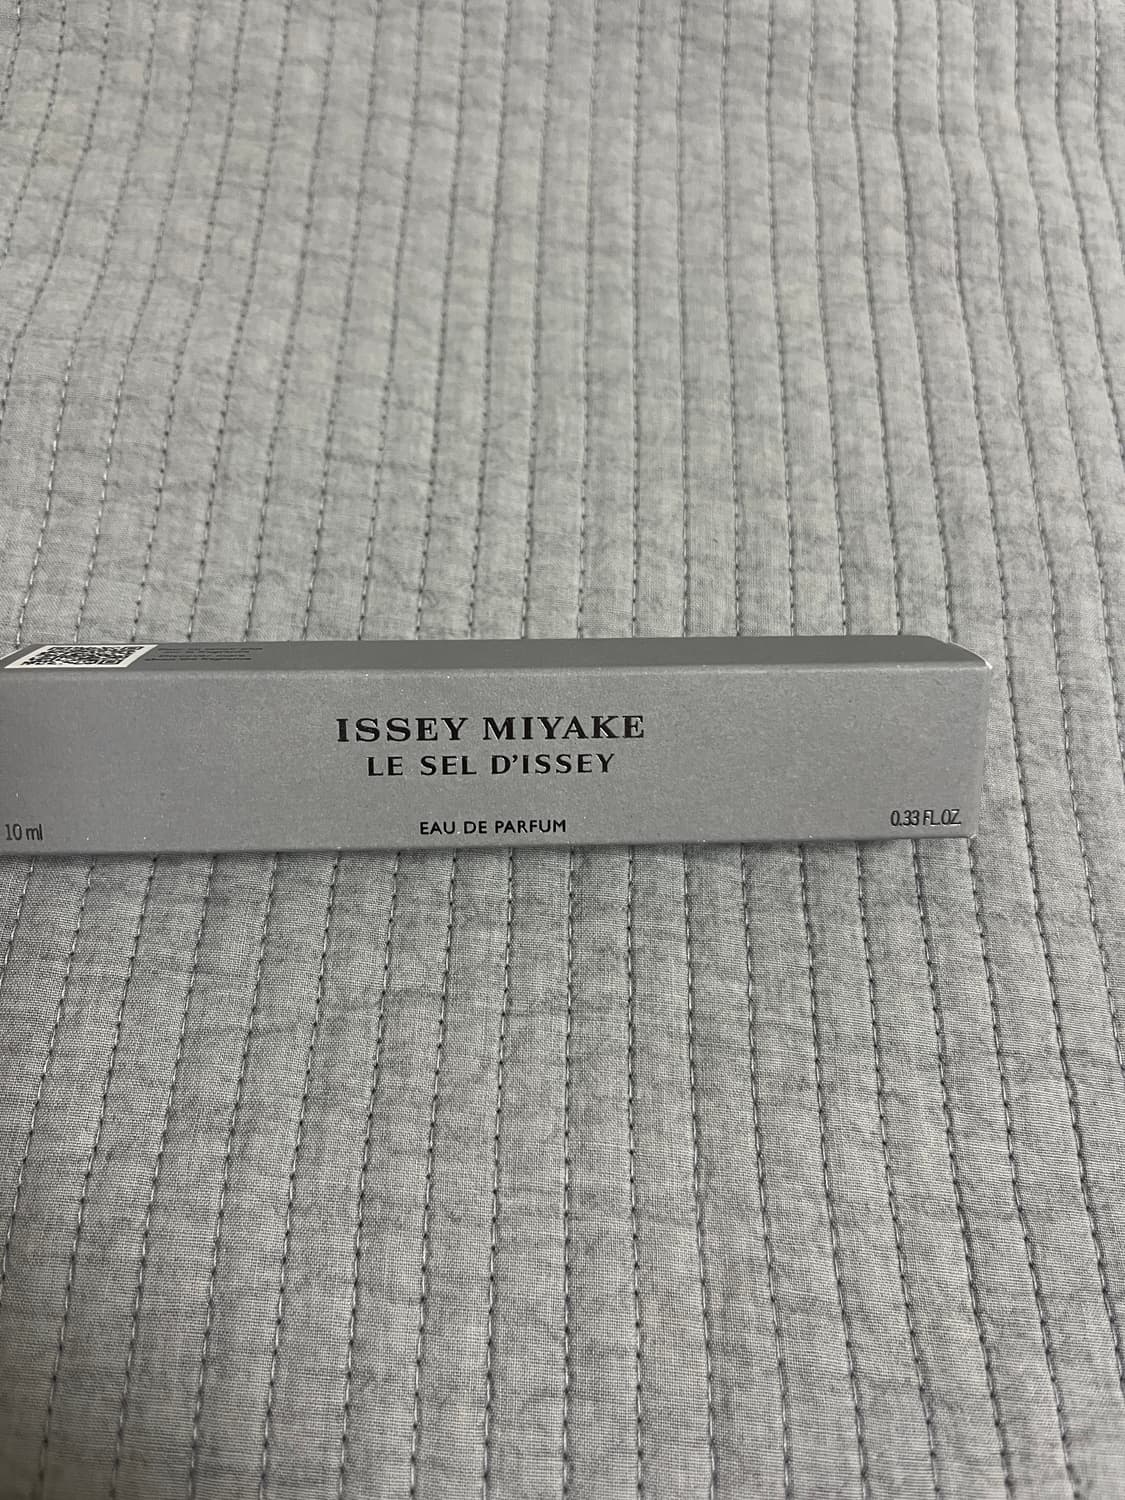 ISSEY MIYAKE
LE SEL D'ISSEY
EAU DE PARFUM
10 ml
0.33 FL.OZ.